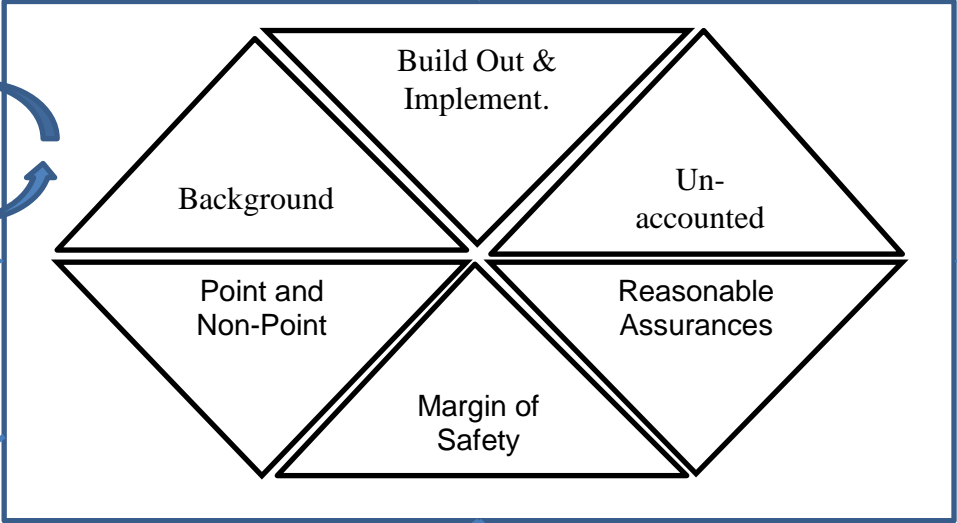 Build Out &
Implement.
Background
Un-
accounted
Point and
Non-Point
Reasonable
Assurances
Margin of
Safety